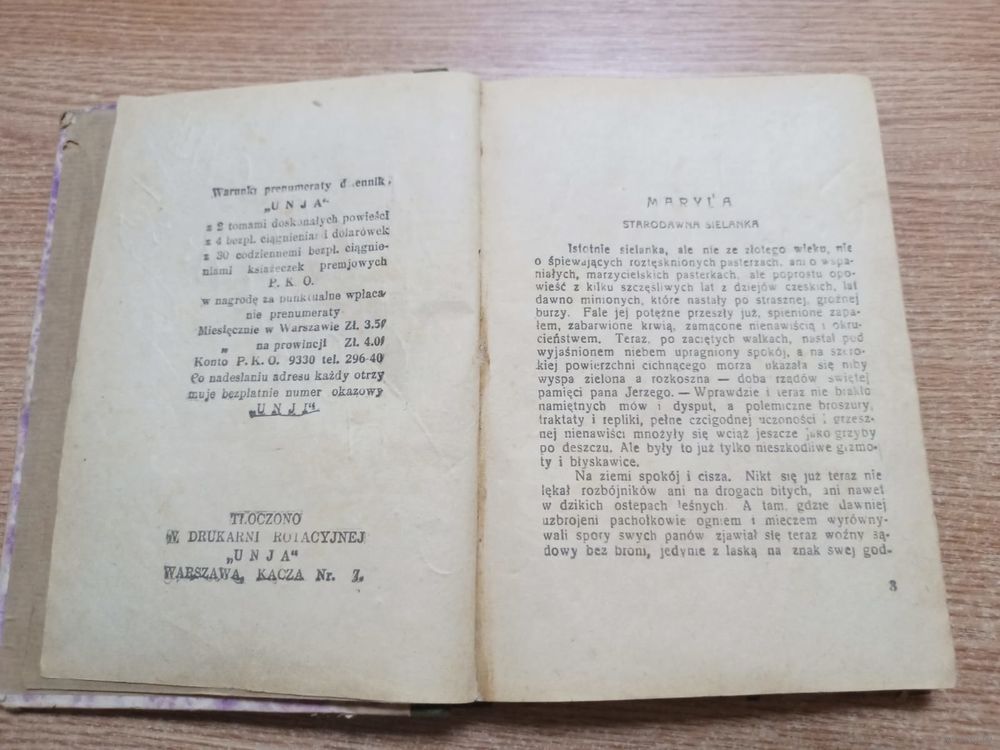 Warunki prenumeraty dziennik
„UNJA"
z 2 tomami doskonałych powieści
z 4 bezpł. ciągnieniami dolarówek
z 30 codziennemi bezpł. ciągnie-
niami książeczek premjowych
P. K. O.
w nagrodę za punktualne wpłaca
nie prenumeraty
Miesięcznie w Warszawie Zł. 3.50
„ na prowincji Zł. 4.00
Konto P. K. O. 9330 tel. 296-40
Po nadesłaniu adresu każdy otrzy
muje bezpłatnie numer okazowy
„UNJI"
TŁOCZONO
W DRUKARNI ROTACYJNEJ
„UNJA"
WARSZAWA, KACZA Nr. 7.
MARYLA
STARODAWNA SIELANKA
Istotnie sielanka, ale nie ze złotego wieku, nie
o śpiewających roztęsknionych pasterzach, ani o wspa-
niałych, marzycielskich pasterkach, ale poprostu opo-
wieść z kilku szczęśliwych lat z dziejów czeskich, lat
dawno minionych, które nastały po strasznej, groźnej
burzy. Fale jej potężne przeszły już, spienione zapa-
łem, zabarwione krwią, zamącone nienawiścią i okru-
cieństwem. Teraz, po zaciętych walkach, nastał pod
wyjaśnionem niebem upragniony spokój, a na szero-
kiej powierzchni cichnącego morza ukazała się niby
wyspa zielona a rozkoszna — doba rządów świętej
pamięci pana Jerzego. — Wprawdzie i teraz nie brakło
namiętnych mów i dysput, a polemiczne broszury,
traktaty i repliki, pełne czcigodnej uczoności i grzesz-
nej nienawiści mnożyły się wciąż jeszcze jako grzyby
po deszczu. Ale były to już tylko nieszkodliwe grzmo-
ty i błyskawice.
Na ziemi spokój i cisza. Nikt się już teraz nie
lękał rozbójników ani na drogach bitych, ani nawet
w dzikich ostepach leśnych. A tam, gdzie dawniej
uzbrojeni pachołkowie ogniem i mieczem wyrówny-
wali spory swych panów zjawiał się teraz woźny są-
dowy bez broni, jedynie z laską na znak swej god-
3